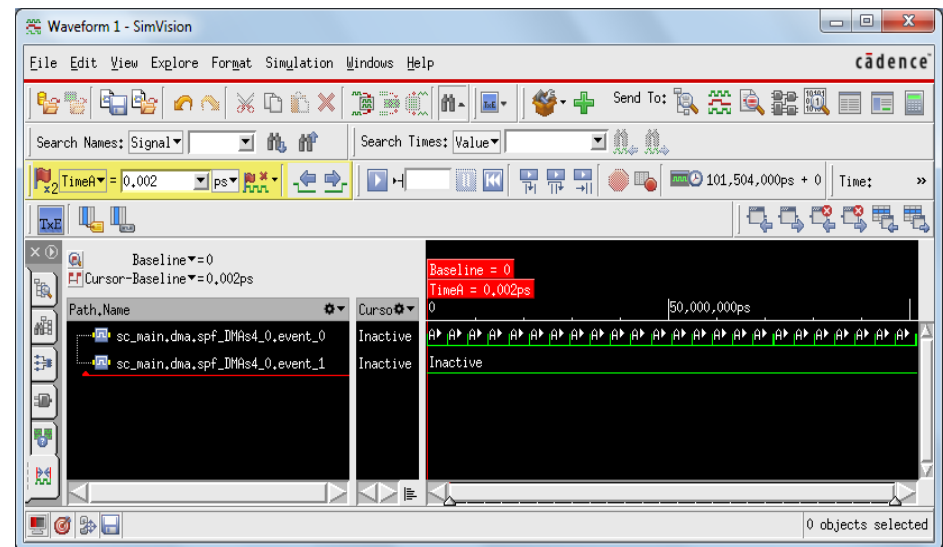 Waveform 1 - SimVision
File Edit View Explore Format Simulation Windows Help cādence
Send To:
Search Names: Signal Search Times: Value
x2 TimeA = 0.002 ps 101,504,000ps + 0 Time: »
TxE
Baseline=0
Cursor-Baseline=0.002ps
Baseline = 0
TimeA = 0.002ps
Path.Name Curso 0 50,000,000ps
sc_main.dma.spf_DMAs4_0.event_0 Inactive A A A A A A A A A A A A A A A A A A
sc_main.dma.spf_DMAs4_0.event_1 Inactive Inactive
0 objects selected